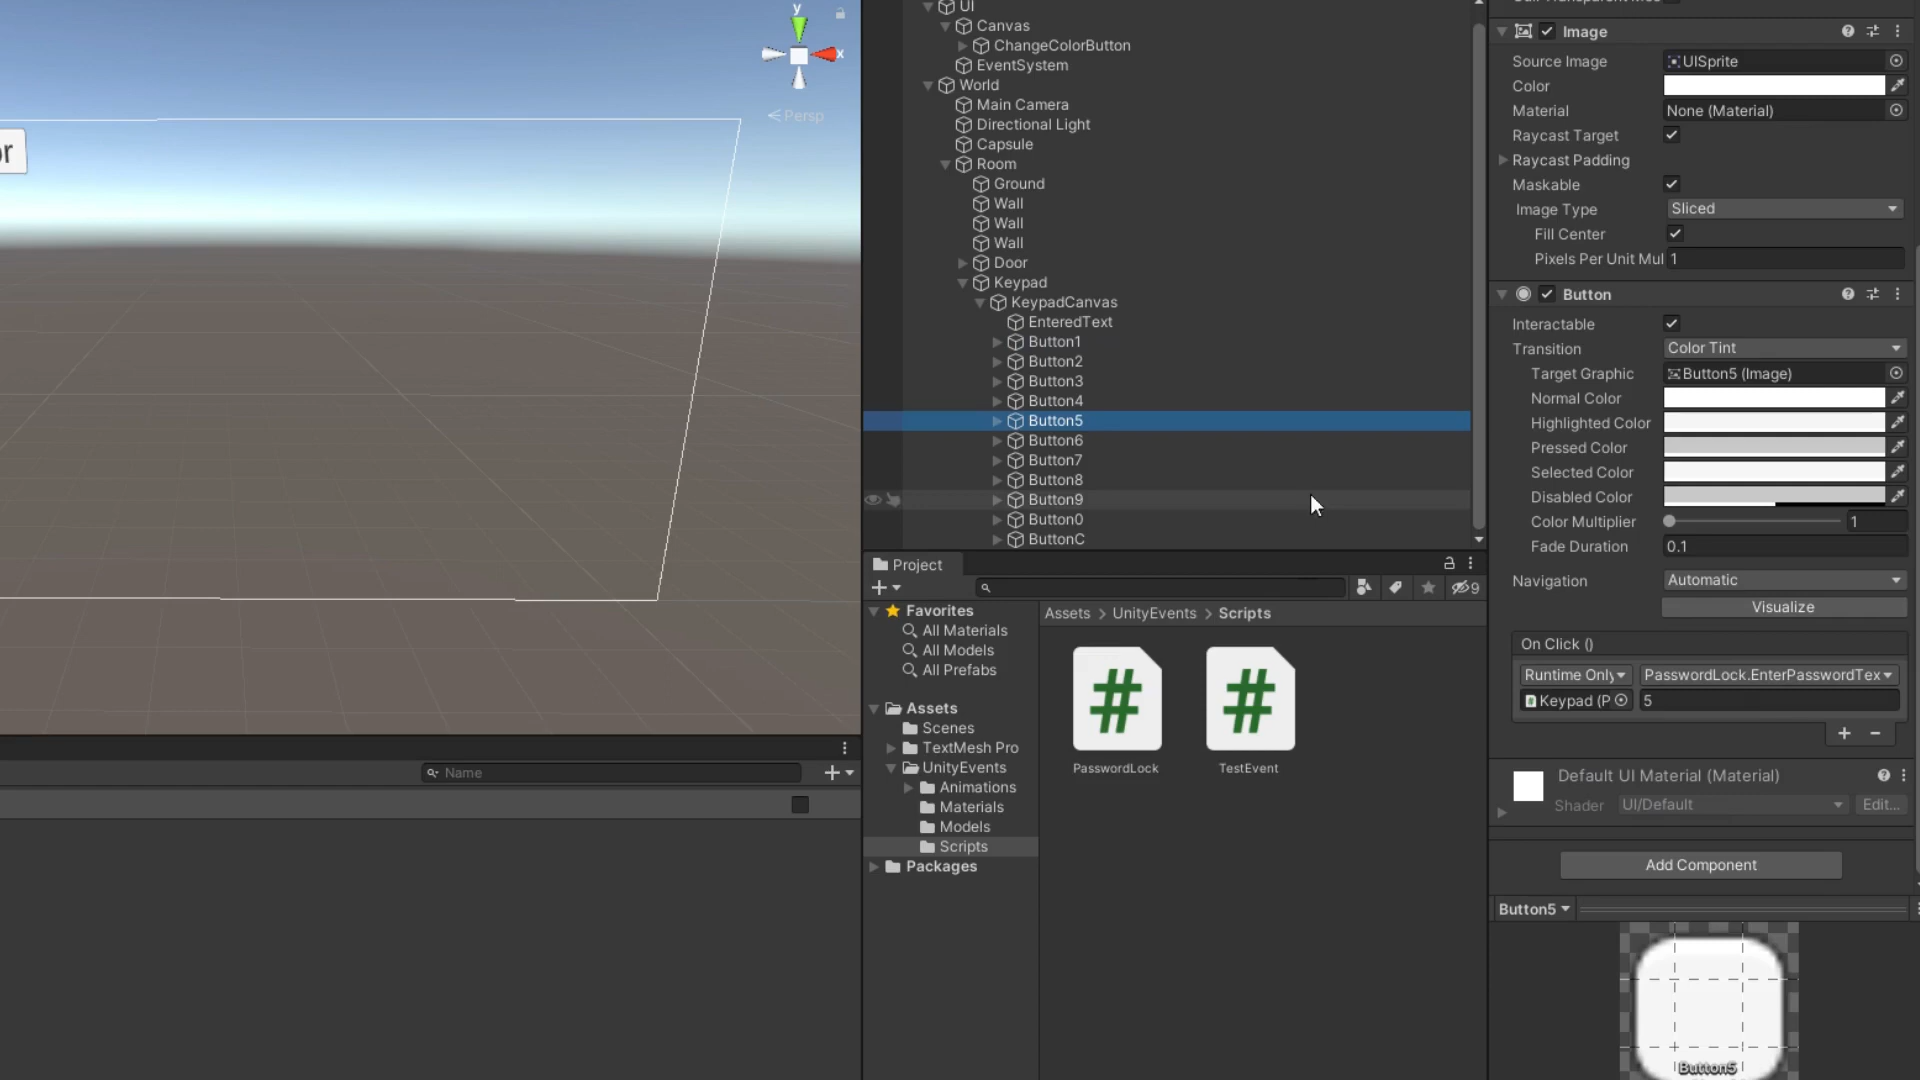 y
x
< Persp
or
Name
UI
Canvas
ChangeColorButton
EventSystem
World
Main Camera
Directional Light
Capsule
Room
Ground
Wall
Wall
Wall
Door
Keypad
KeypadCanvas
EnteredText
Button1
Button2
Button3
Button4
Button5
Button6
Button7
Button8
Button9
Button0
ButtonC
Project
9
Favorites
All Materials
All Models
All Prefabs
Assets
Scenes
TextMesh Pro
UnityEvents
Animations
Materials
Models
Scripts
Packages
Assets > UnityEvents > Scripts
#
#
PasswordLock
TestEvent
Image
Source Image UISprite
Color
Material None (Material)
Raycast Target
Raycast Padding
Maskable
Image Type Sliced
Fill Center
Pixels Per Unit Mul 1
Button
Interactable
Transition Color Tint
Target Graphic Button5 (Image)
Normal Color
Highlighted Color
Pressed Color
Selected Color
Disabled Color
Color Multiplier 1
Fade Duration 0.1
Navigation Automatic
Visualize
On Click ()
Runtime Only PasswordLock.EnterPasswordTex
Keypad (P 5
+ -
Default UI Material (Material)
Shader UI/Default Edit...
Add Component
Button5
Button5